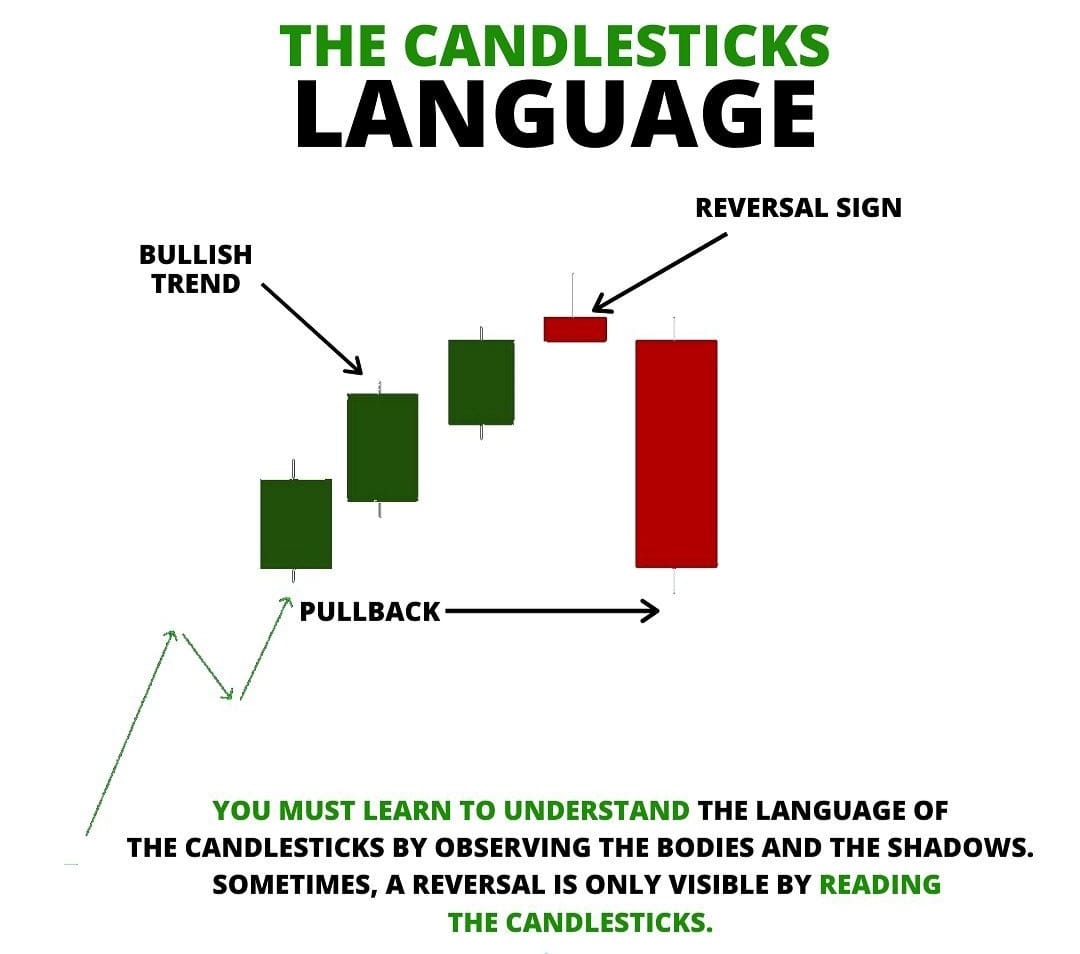 THE CANDLESTICKS
LANGUAGE
REVERSAL SIGN
BULLISH
TREND
PULLBACK
YOU MUST LEARN TO UNDERSTAND THE LANGUAGE OF
THE CANDLESTICKS BY OBSERVING THE BODIES AND THE SHADOWS.
SOMETIMES, A REVERSAL IS ONLY VISIBLE BY READING
THE CANDLESTICKS.